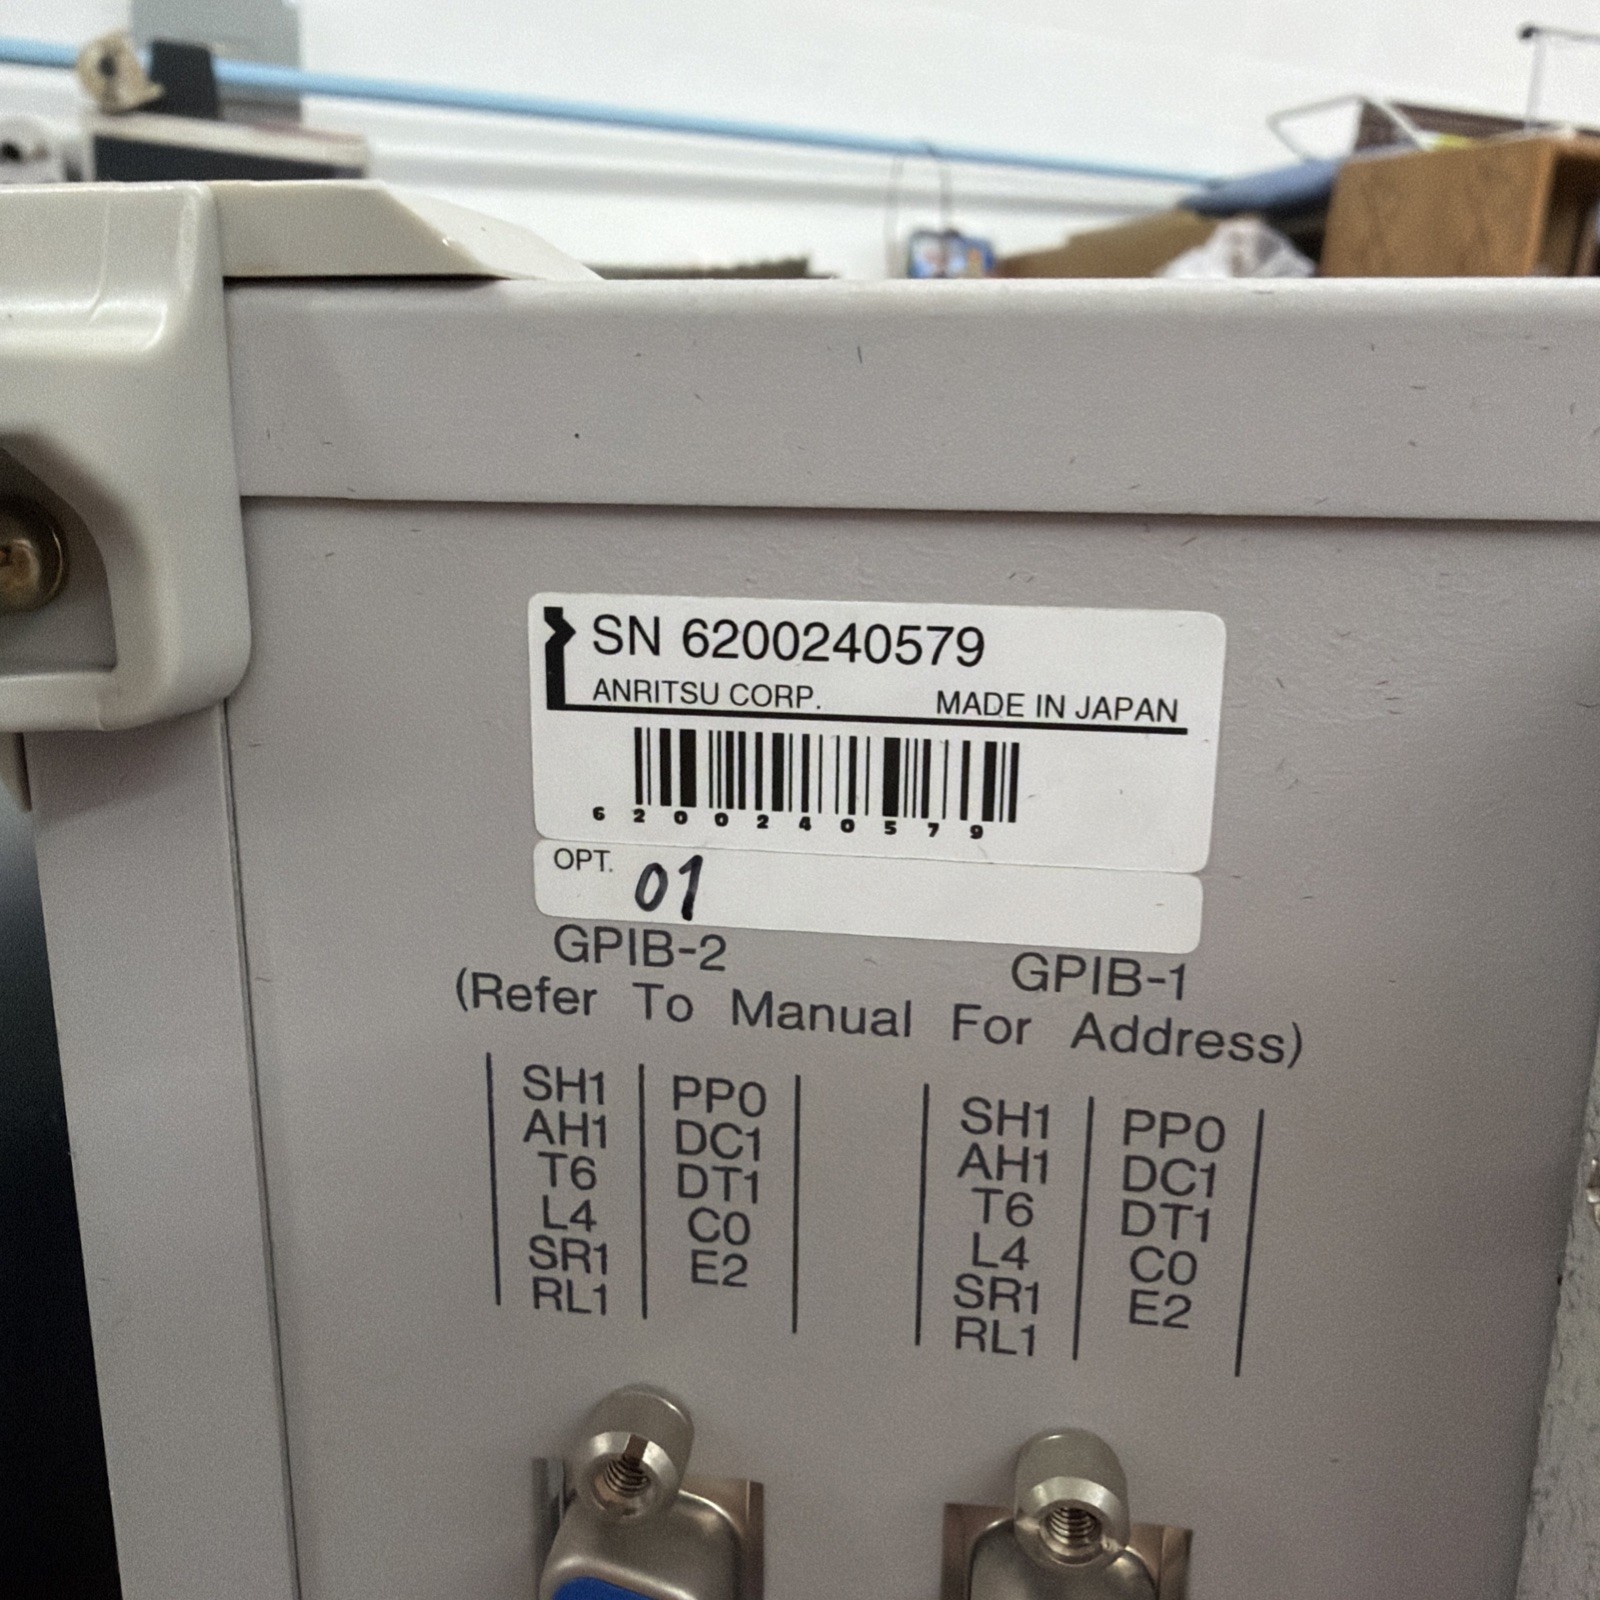 SN 6200240579
ANRITSU CORP. MADE IN JAPAN
6200240579
OPT. 01
GPIB-2 GPIB-1
(Refer To Manual For Address)
SH1 PP0 SH1 PP0
AH1 DC1 AH1 DC1
T6 DT1 T6 DT1
L4 C0 L4 C0
SR1 E2 SR1 E2
RL1 RL1